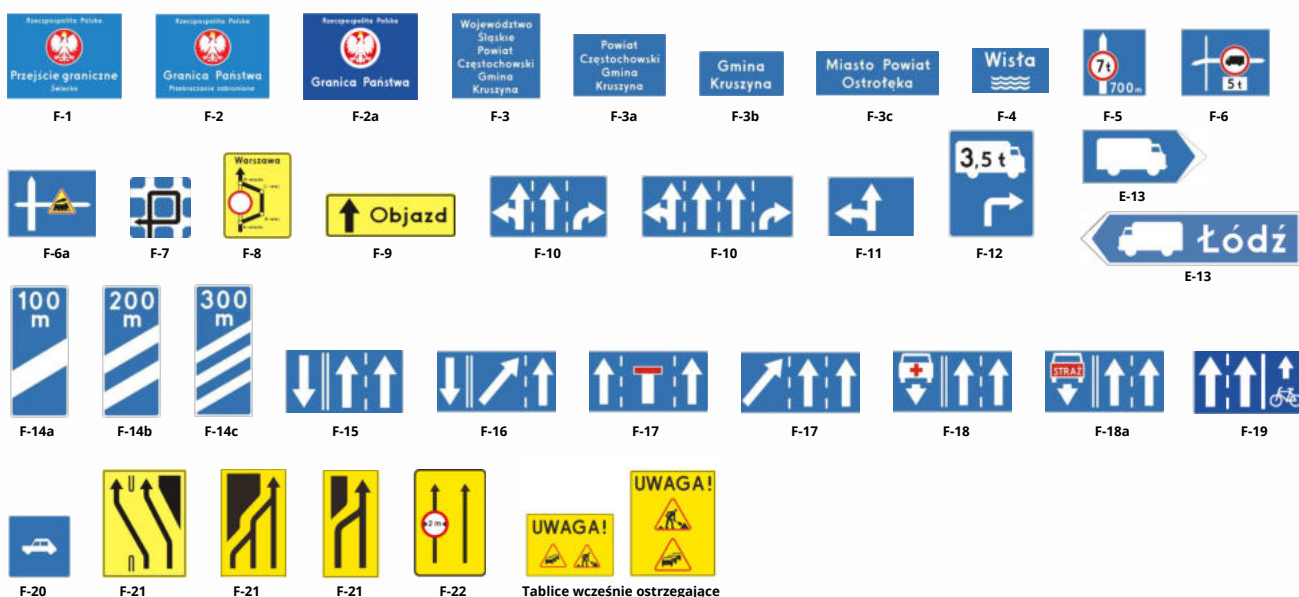 Rzeczpospolita Polska
Przejście graniczne
Świecko
F-1
Rzeczpospolita Polska
Granica Państwa
Przekraczanie zabronione
F-2
Rzeczpospolita Polska
Granica Państwa
F-2a
Województwo
Śląskie
Powiat
Częstochowski
Gmina
Kruszyna
F-3
Powiat
Częstochowski
Gmina
Kruszyna
F-3a
Gmina
Kruszyna
F-3b
Miasto Powiat
Ostrołęka
F-3c
Wisła
F-4
7t
700m
F-5
5 t
F-6
F-6a
F-7
Warszawa
F-8
Objazd
F-9
F-10
F-10
F-11
3,5 t
F-12
E-13
Łódź
E-13
100
m
F-14a
200
m
F-14b
300
m
F-14c
F-15
F-16
F-17
F-17
F-18
STRAŻ
F-18a
F-19
F-20
F-21
F-21
F-21
2 m
F-22
UWAGA!
UWAGA!
Tablice wcześnie ostrzegające